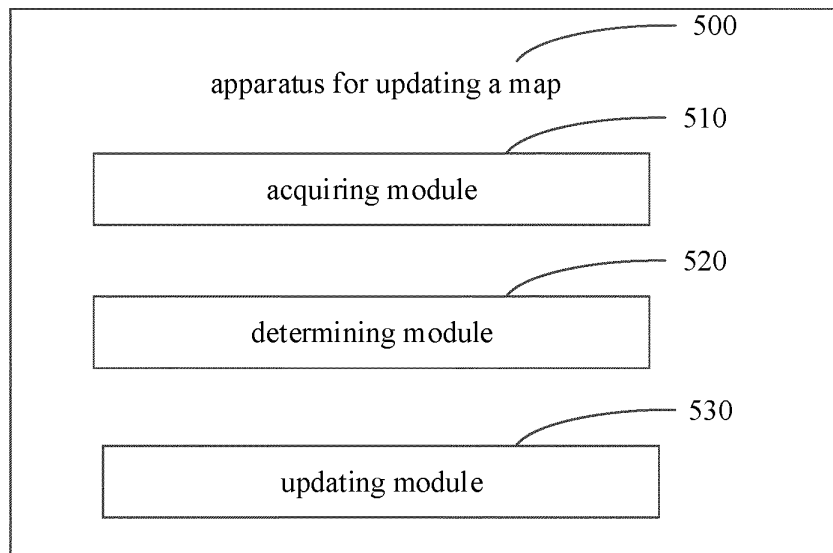 500
apparatus for updating a map
510
acquiring module
520
determining module
530
updating module